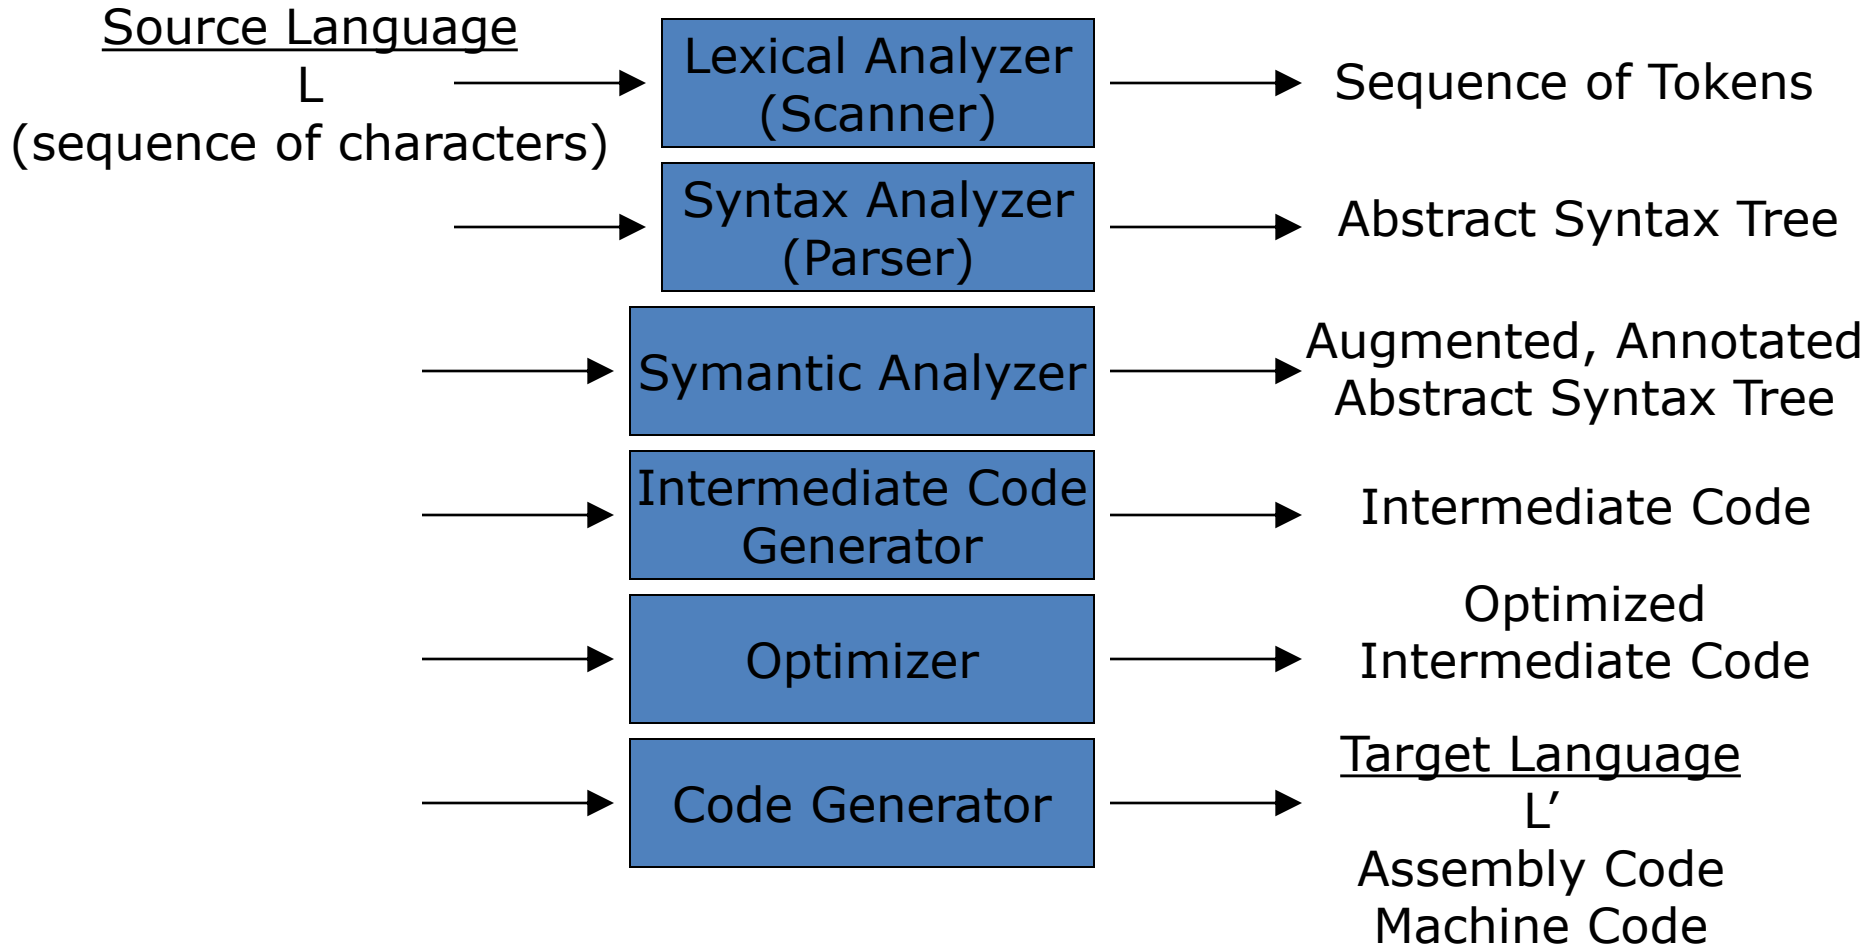 Source Language
L
(sequence of characters)
Lexical Analyzer
(Scanner)
Sequence of Tokens
Syntax Analyzer
(Parser)
Abstract Syntax Tree
Symantic Analyzer
Augmented, Annotated
Abstract Syntax Tree
Intermediate Code
Generator
Intermediate Code
Optimizer
Optimized
Intermediate Code
Code Generator
Target Language
L’
Assembly Code
Machine Code